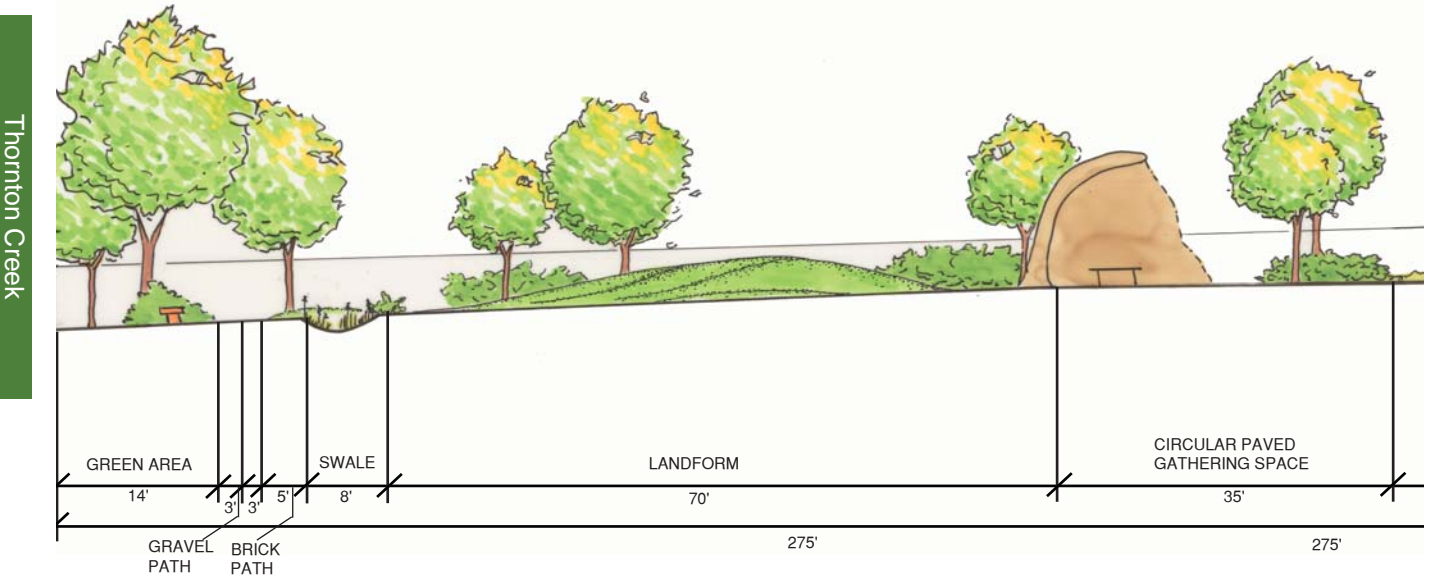 Thornton Creek
GREEN AREA
SWALE
LANDFORM
CIRCULAR PAVED
GATHERING SPACE
14'
3'
3'
5'
8'
70'
35'
GRAVEL
PATH
BRICK
PATH
275'
275'